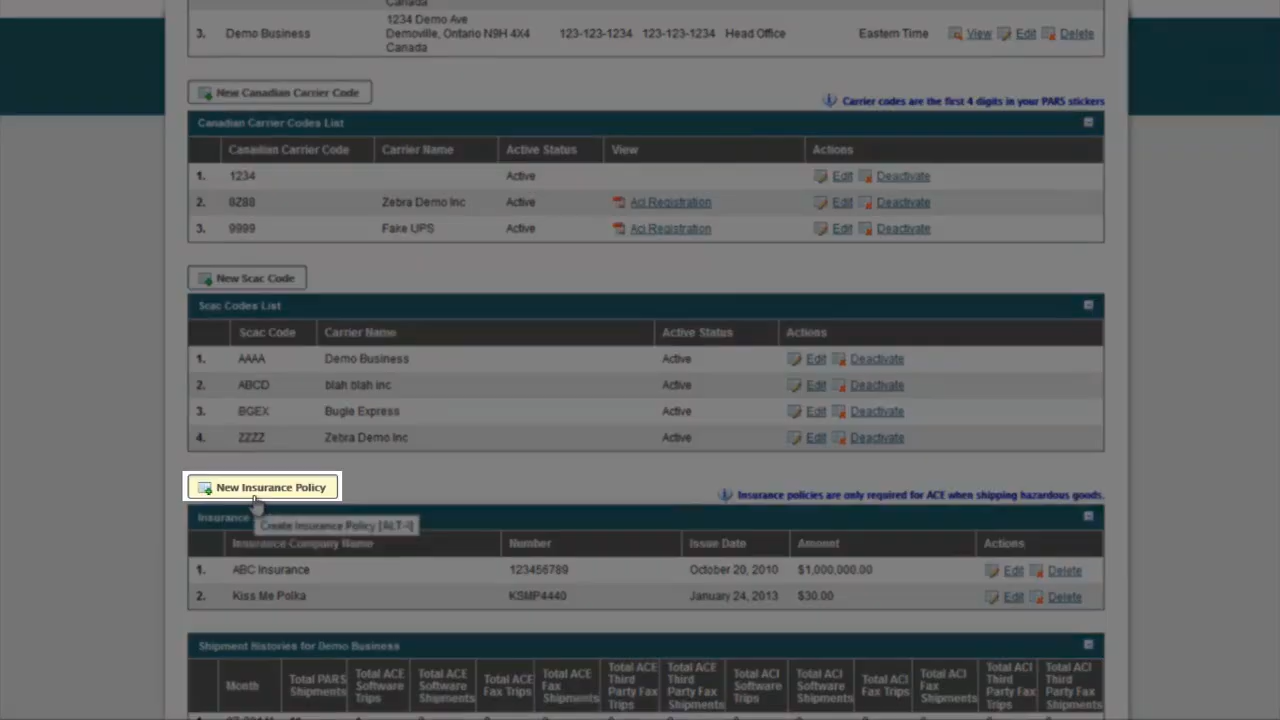 Canada
3. Demo Business 1234 Demo Ave Demoville, Ontario N9H 4X4 Canada 123-123-1234 123-123-1234 Head Office Eastern Time View Edit Delete
New Canadian Carrier Code
Carrier codes are the first 4 digits in your PARS stickers
Canadian Carrier Codes List
Canadian Carrier Code Carrier Name Active Status View Actions
1. 1234 Active Edit Deactivate
2. 8288 Zebra Demo Inc Active Aci Registration Edit Deactivate
3. 9999 Fake UPS Active Aci Registration Edit Deactivate
New Scac Code
Scac Codes List
Scac Code Carrier Name Active Status Actions
1. AAAA Demo Business Active Edit Deactivate
2. ABCD blah blah inc Active Edit Deactivate
3. BGEX Bugle Express Active Edit Deactivate
4. ZZZZ Zebra Demo Inc Active Edit Deactivate
New Insurance Policy
Insurance policies are only required for ACE when shipping hazardous goods.
Insurance
Create Insurance Policy [ALT-I]
Insurance Company Name Number Issue Date Amount Actions
1. ABC Insurance 123456789 October 20, 2010 $1,000,000.00 Edit Delete
2. Kiss Me Polka KSMP4440 January 24, 2013 $30.00 Edit Delete
Shipment Histories for Demo Business
Month Total PARS Shipments Total ACE Software Trips Total ACE Software Shipments Total ACE Fax Trips Total ACE Fax Shipments Total ACE Third Party Fax Trips Total ACE Third Party Fax Shipments Total ACI Software Trips Total ACI Software Shipments Total ACI Fax Trips Total ACI Fax Shipments Total ACI Third Party Fax Trips Total ACI Third Party Fax Shipments